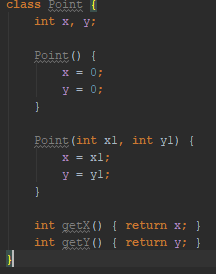 class Point {
    int x, y;

    Point() {
        x = 0;
        y = 0;
    }

    Point(int x1, int y1) {
        x = x1;
        y = y1;
    }

    int getX() { return x; }
    int getY() { return y; }
}